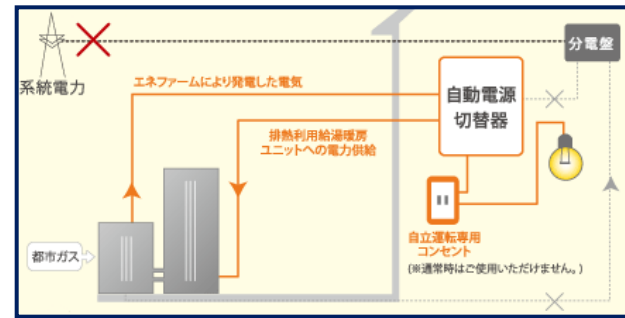 分電盤
系統電力
エネファームにより発電した電気
自動電源
切替器
排熱利用給湯暖房
ユニットへの電力供給
都市ガス
自立運転専用
コンセント
(※通常時はご使用いただけません。)